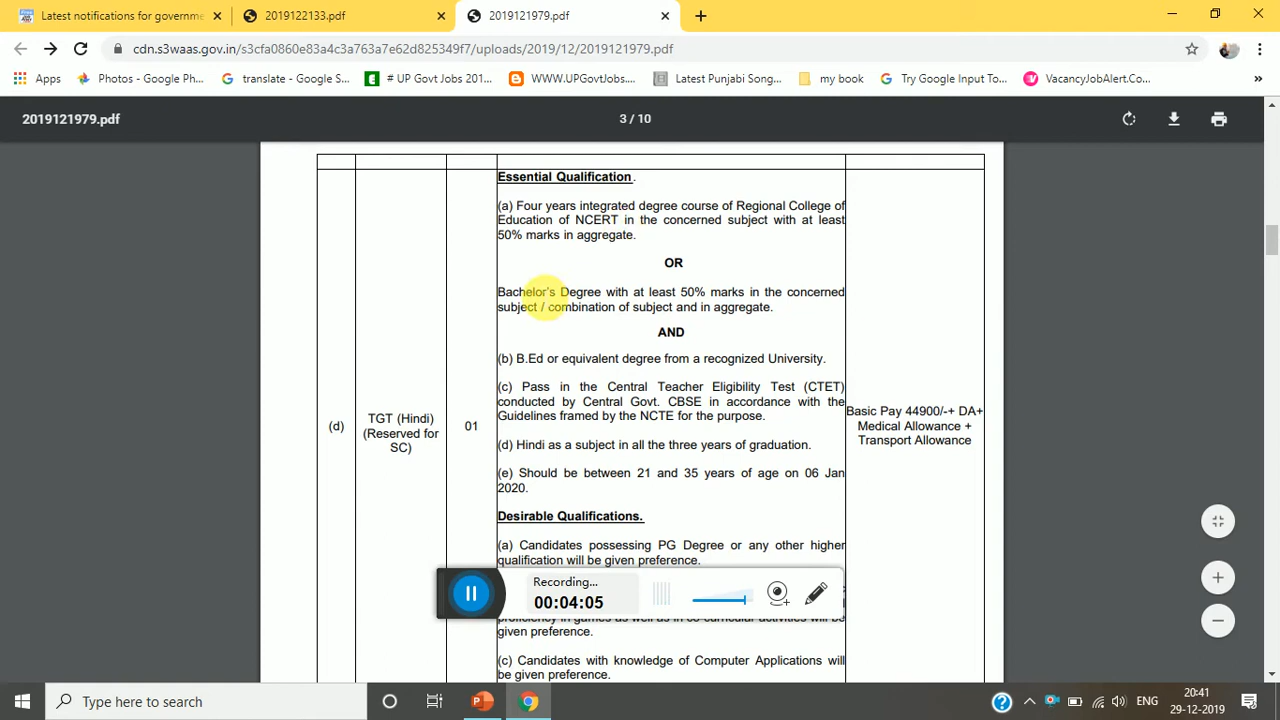 Latest notifications for governme
2019122133.pdf
2019121979.pdf
cdn.s3waas.gov.in/s3cfa0860e83a4c3a763a7e62d825349f7/uploads/2019/12/2019121979.pdf
Apps
Photos - Google Ph...
translate - Google S...
# UP Govt Jobs 201...
WWW.UPGovtJobs....
Latest Punjabi Song...
my book
Try Google Input To...
VacancyJobAlert.Co...
2019121979.pdf
3 / 10
Essential Qualification.
(a) Four years integrated degree course of Regional College of
Education of NCERT in the concerned subject with at least
50% marks in aggregate.
OR
Bachelor's Degree with at least 50% marks in the concerned
subject / combination of subject and in aggregate.
AND
(b) B.Ed or equivalent degree from a recognized University.
(c) Pass in the Central Teacher Eligibility Test (CTET)
conducted by Central Govt. CBSE in accordance with the
Guidelines framed by the NCTE for the purpose.
(d)
TGT (Hindi)
(Reserved for
SC)
01
Basic Pay 44900/-+ DA+
Medical Allowance +
Transport Allowance
(d) Hindi as a subject in all the three years of graduation.
(e) Should be between 21 and 35 years of age on 06 Jan
2020.
Desirable Qualifications.
(a) Candidates possessing PG Degree or any other higher
qualification will be given preference.
Recording...
00:04:05
proficiency in games as well as in co-curricular activities will be
given preference.
(c) Candidates with knowledge of Computer Applications will
be given preference.
Type here to search
ENG
20:41
29-12-2019